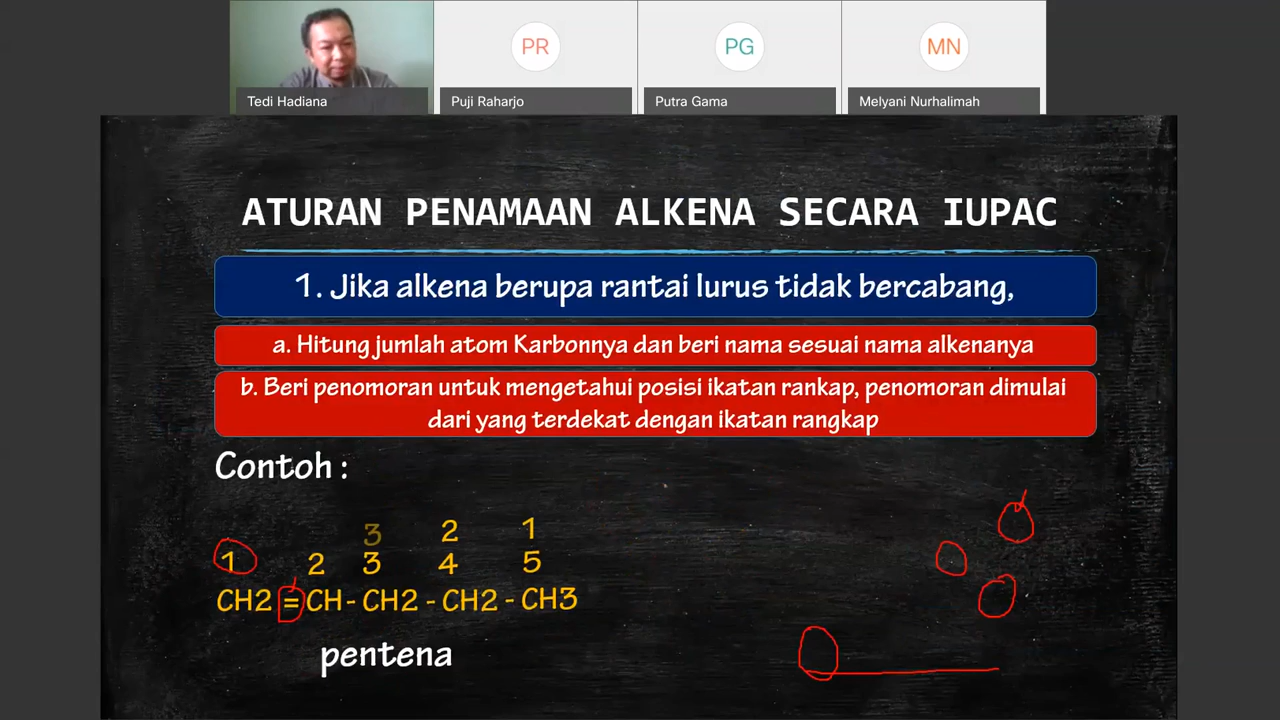 PR
PG
MN
Tedi Hadiana
Puji Raharjo
Putra Gama
Melyani Nurhalimah
ATURAN PENAMAAN ALKENA SECARA IUPAC
1. Jika alkena berupa rantai lurus tidak bercabang,
a. Hitung jumlah atom Karbonnya dan beri nama sesuai nama alkenanya
b. Beri penomoran untuk mengetahui posisi ikatan rankap, penomoran dimulai
dari yang terdekat dengan ikatan rangkap
Contoh :
3 2 1
1 2 3 4 5
CH2 = CH - CH2 - CH2 - CH3
pentena